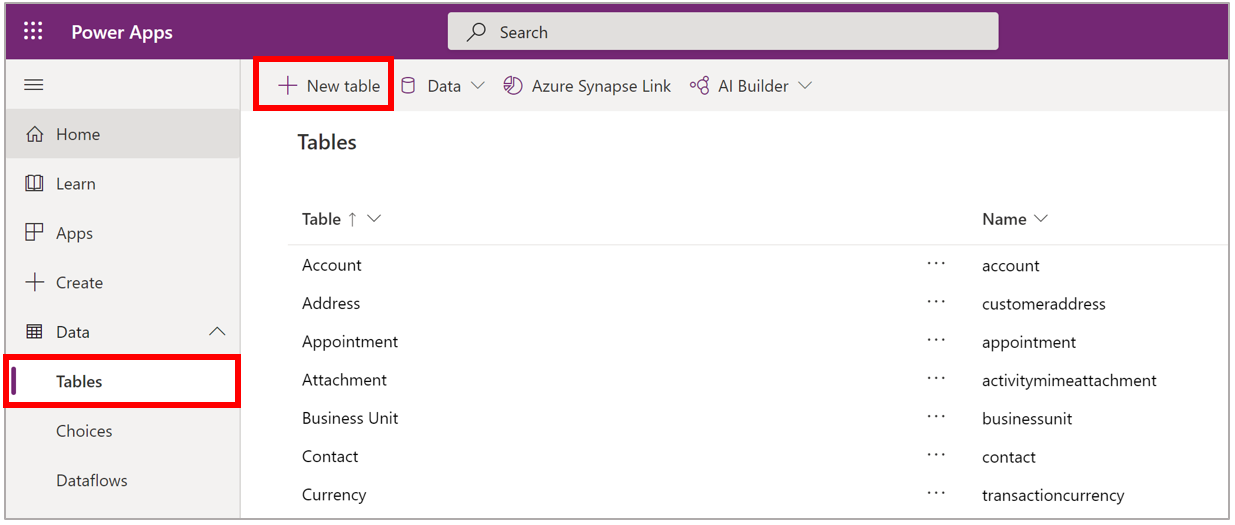 Power Apps
Search
New table Data Azure Synapse Link AI Builder
Home
Learn
Apps
Create
Data
Tables
Choices
Dataflows
Tables
Table ↑ Name
Account ··· account
Address ··· customeraddress
Appointment ··· appointment
Attachment ··· activitymimeattachment
Business Unit ··· businessunit
Contact ··· contact
Currency ··· transactioncurrency